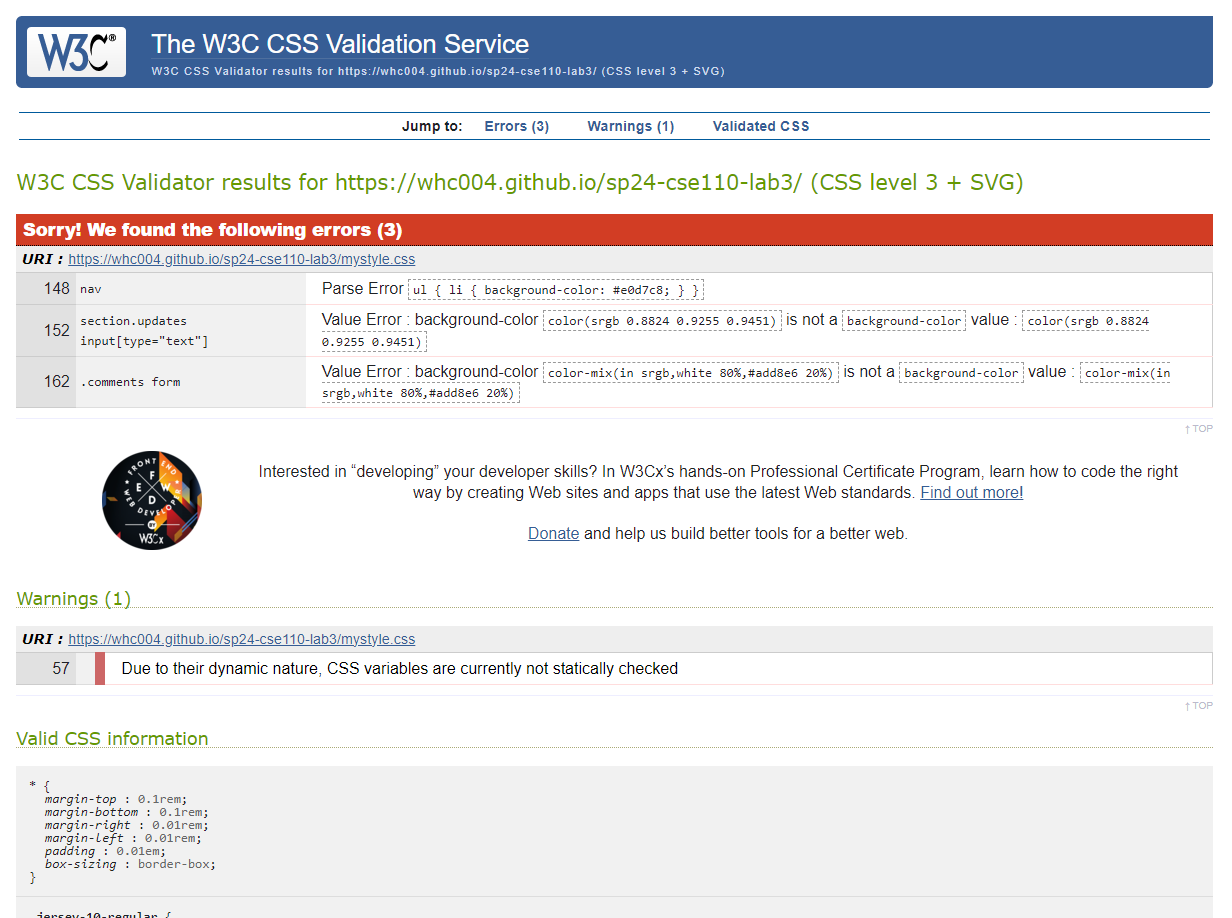 W3C®
The W3C CSS Validation Service
W3C CSS Validator results for https://whc004.github.io/sp24-cse110-lab3/ (CSS level 3 + SVG)
Jump to: Errors (3) Warnings (1) Validated CSS
W3C CSS Validator results for https://whc004.github.io/sp24-cse110-lab3/ (CSS level 3 + SVG)
Sorry! We found the following errors (3)
URI : https://whc004.github.io/sp24-cse110-lab3/mystyle.css
148 nav Parse Error ul { li { background-color: #e0d7c8; } }
152 section.updates input[type="text"] Value Error : background-color color(srgb 0.8824 0.9255 0.9451) is not a background-color value : color(srgb 0.8824
0.9255 0.9451)
162 .comments form Value Error : background-color color-mix(in srgb,white 80%,#add8e6 20%) is not a background-color value : color-mix(in
srgb,white 80%,#add8e6 20%)
↑ TOP
FRONT END
F
E W
D
WEB DEVELOPER
BY
W3Cx
Interested in “developing” your developer skills? In W3Cx’s hands-on Professional Certificate Program, learn how to code the right
way by creating Web sites and apps that use the latest Web standards. Find out more!
Donate and help us build better tools for a better web.
Warnings (1)
URI : https://whc004.github.io/sp24-cse110-lab3/mystyle.css
57 Due to their dynamic nature, CSS variables are currently not statically checked
↑ TOP
Valid CSS information
* {
margin-top : 0.1rem;
margin-bottom : 0.1rem;
margin-right : 0.01rem;
margin-left : 0.01rem;
padding : 0.01em;
box-sizing : border-box;
}
.jersey-10-regular {